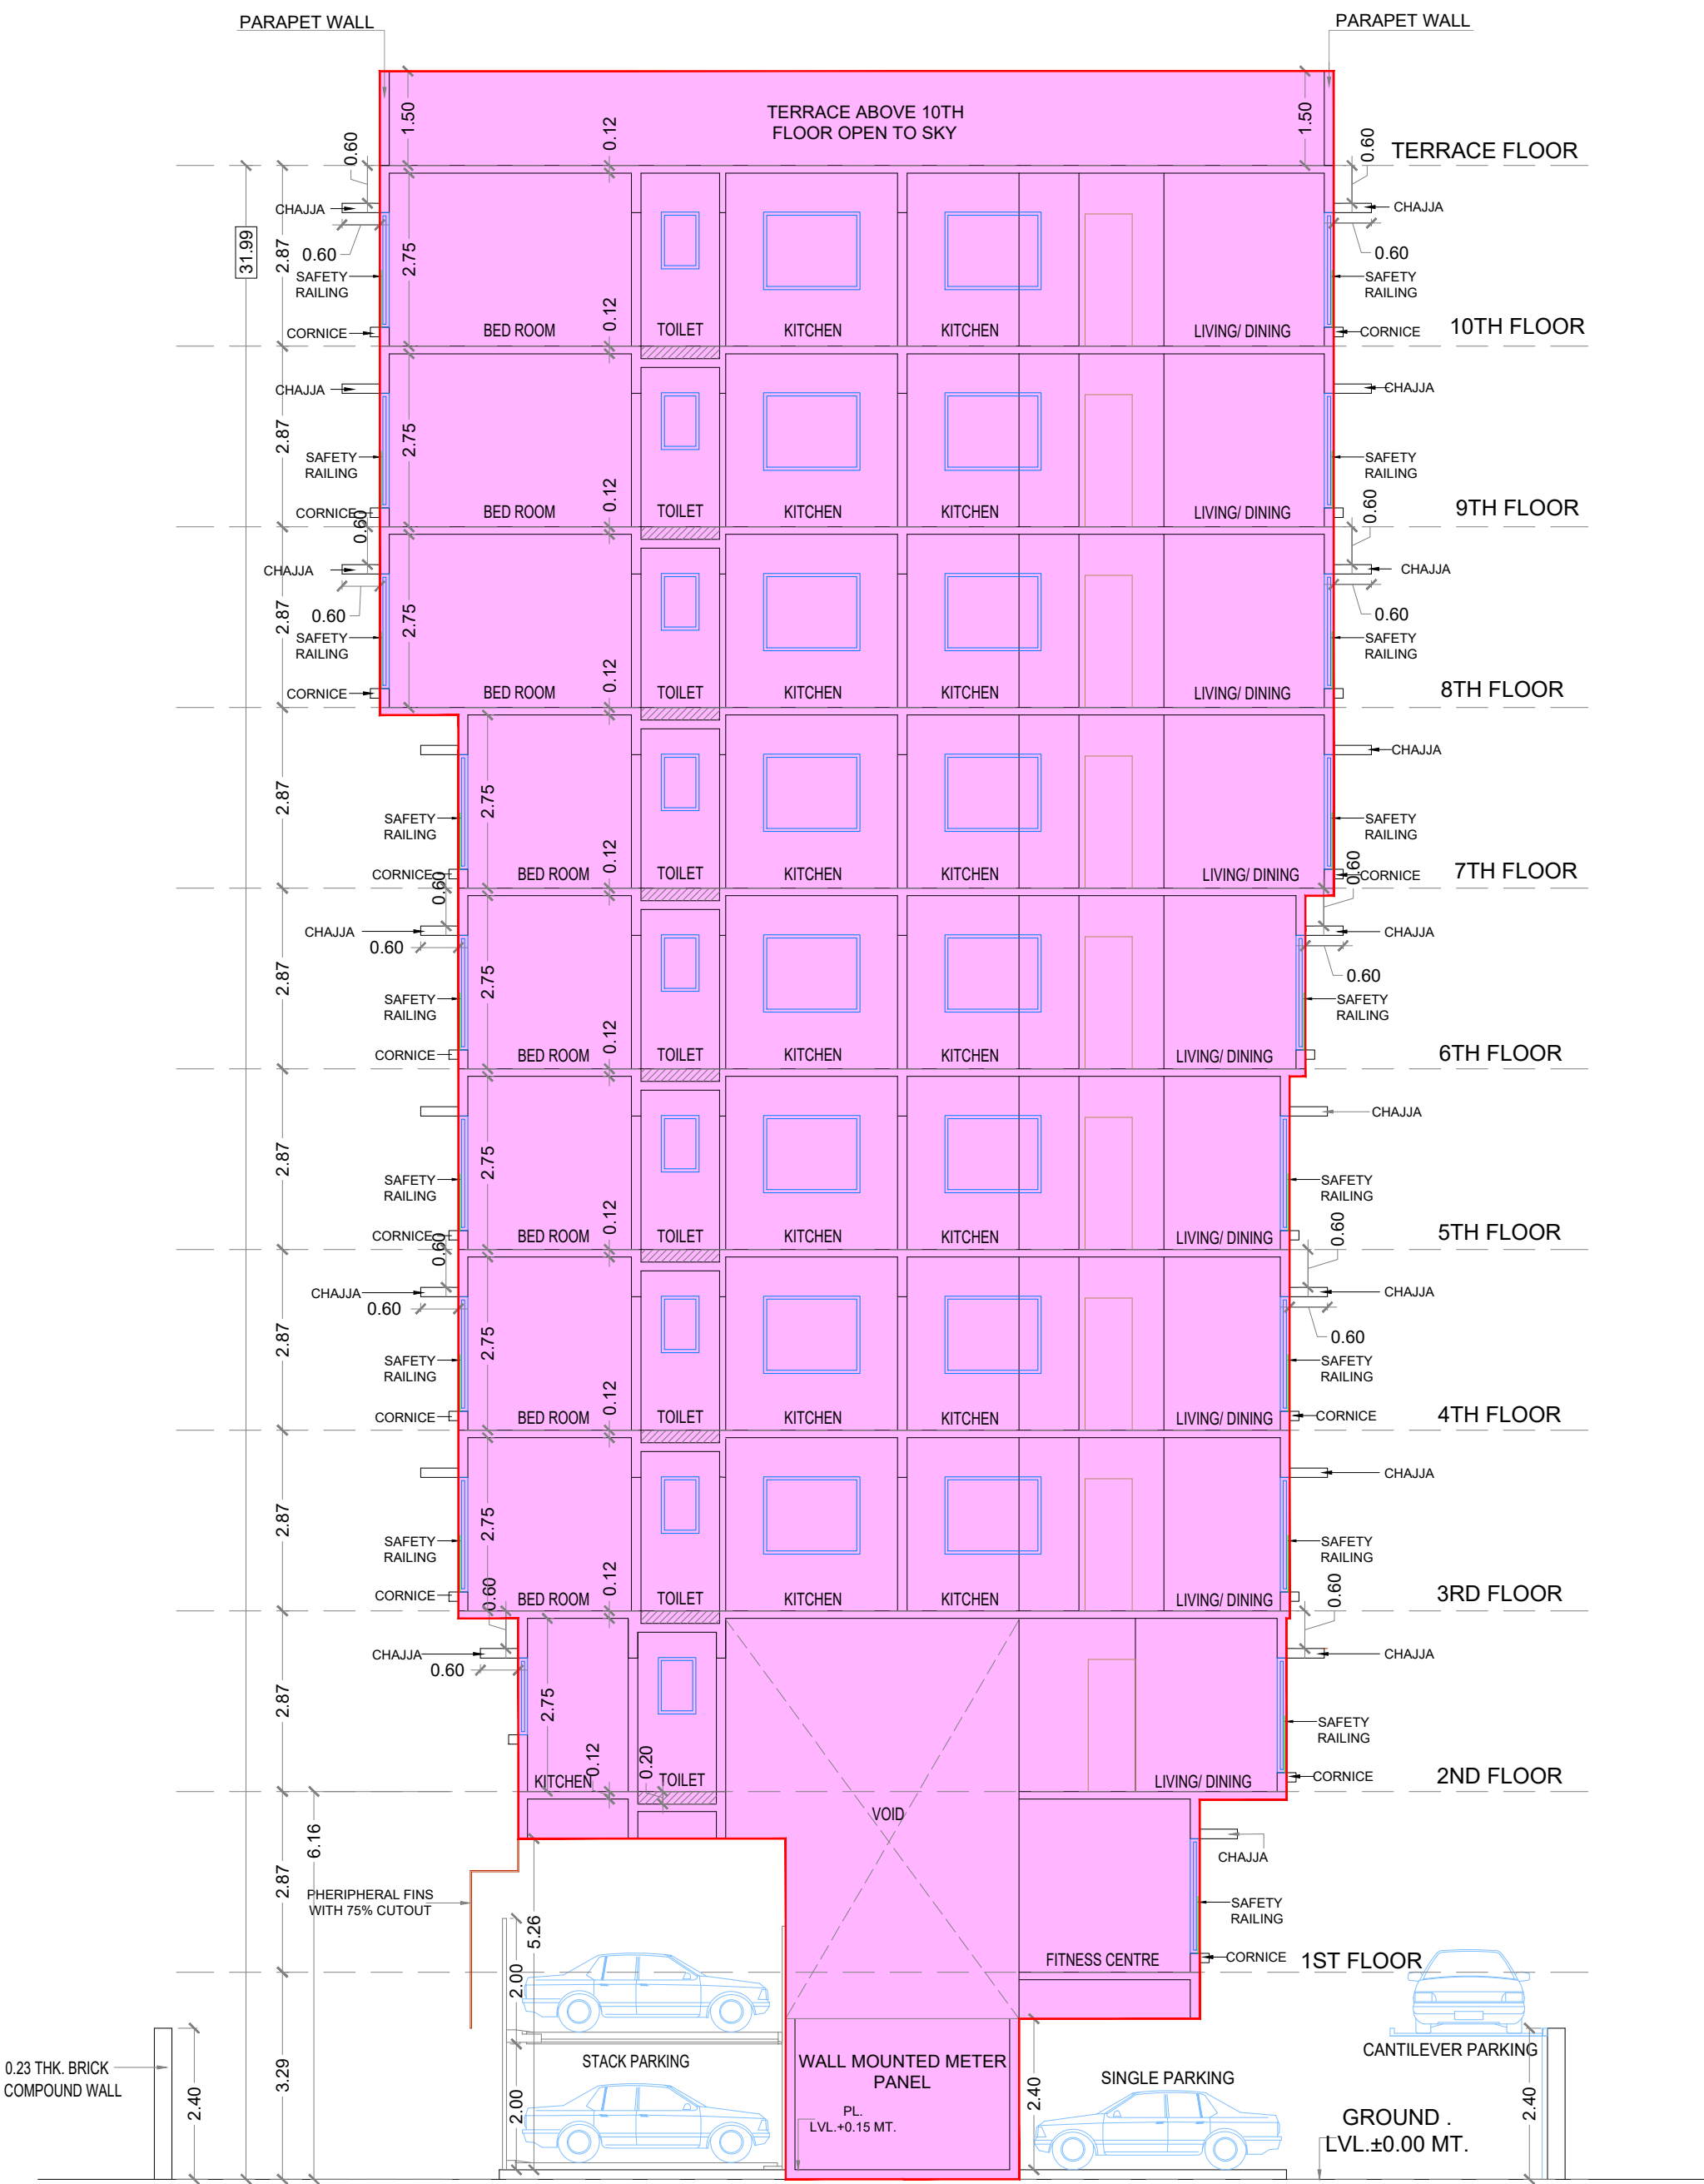 PARAPET WALL
PARAPET WALL
1.50
0.12
TERRACE ABOVE 10TH
FLOOR OPEN TO SKY
1.50
0.60
0.60
TERRACE FLOOR
CHAJJA
CHAJJA
31.99
2.87
0.60
2.75
0.60
SAFETY
RAILING
SAFETY
RAILING
CORNICE
BED ROOM
0.12
TOILET
KITCHEN
KITCHEN
LIVING/ DINING
CORNICE
10TH FLOOR
CHAJJA
CHAJJA
2.87
2.75
SAFETY
RAILING
SAFETY
RAILING
CORNICE
0.60
BED ROOM
0.12
TOILET
KITCHEN
KITCHEN
LIVING/ DINING
0.60
9TH FLOOR
CHAJJA
CHAJJA
2.87
0.60
2.75
0.60
SAFETY
RAILING
SAFETY
RAILING
CORNICE
BED ROOM
0.12
TOILET
KITCHEN
KITCHEN
LIVING/ DINING
8TH FLOOR
CHAJJA
2.87
2.75
SAFETY
RAILING
SAFETY
RAILING
CORNICE
0.60
BED ROOM
0.12
TOILET
KITCHEN
KITCHEN
LIVING/ DINING
0.60
CORNICE
7TH FLOOR
CHAJJA
CHAJJA
0.60
2.87
2.75
0.60
SAFETY
RAILING
SAFETY
RAILING
CORNICE
BED ROOM
0.12
TOILET
KITCHEN
KITCHEN
LIVING/ DINING
6TH FLOOR
CHAJJA
2.87
2.75
SAFETY
RAILING
SAFETY
RAILING
CORNICE
0.60
BED ROOM
0.12
TOILET
KITCHEN
KITCHEN
LIVING/ DINING
0.60
5TH FLOOR
CHAJJA
CHAJJA
0.60
2.87
2.75
0.60
SAFETY
RAILING
SAFETY
RAILING
CORNICE
BED ROOM
0.12
TOILET
KITCHEN
KITCHEN
LIVING/ DINING
CORNICE
4TH FLOOR
CHAJJA
2.87
2.75
SAFETY
RAILING
SAFETY
RAILING
CORNICE
0.60
BED ROOM
0.12
TOILET
KITCHEN
KITCHEN
LIVING/ DINING
0.60
3RD FLOOR
CHAJJA
CHAJJA
0.60
2.87
2.75
SAFETY
RAILING
KITCHEN
0.12
0.20
TOILET
LIVING/ DINING
CORNICE
2ND FLOOR
VOID
6.16
2.87
CHAJJA
PHERIPHERAL FINS
WITH 75% CUTOUT
5.26
SAFETY
RAILING
FITNESS CENTRE
CORNICE
1ST FLOOR
2.00
STACK PARKING
WALL MOUNTED METER
PANEL
SINGLE PARKING
CANTILEVER PARKING
0.23 THK. BRICK
COMPOUND WALL
2.40
3.29
2.00
2.40
2.40
PL.
LVL.+0.15 MT.
GROUND .
LVL.±0.00 MT.